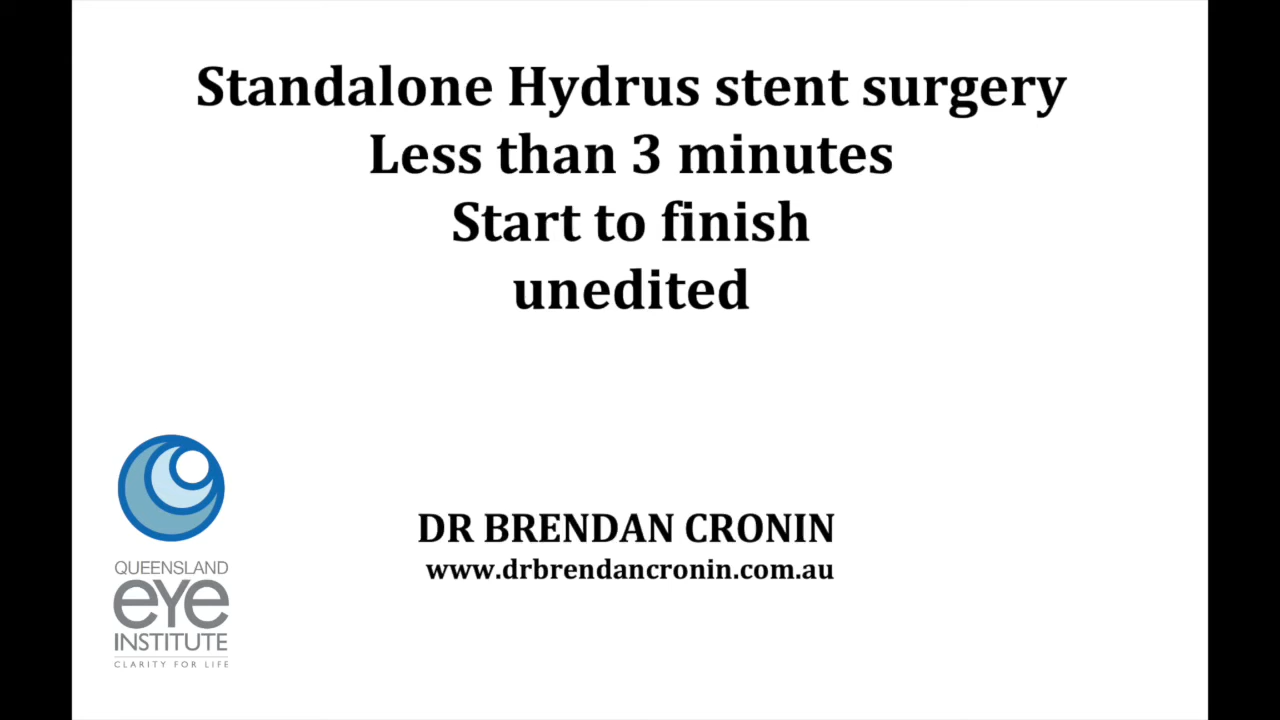 Standalone Hydrus stent surgery
Less than 3 minutes
Start to finish
unedited
DR BRENDAN CRONIN
www.drbrendancronin.com.au
QUEENSLAND
eYe
INSTITUTE
CLARITY FOR LIFE